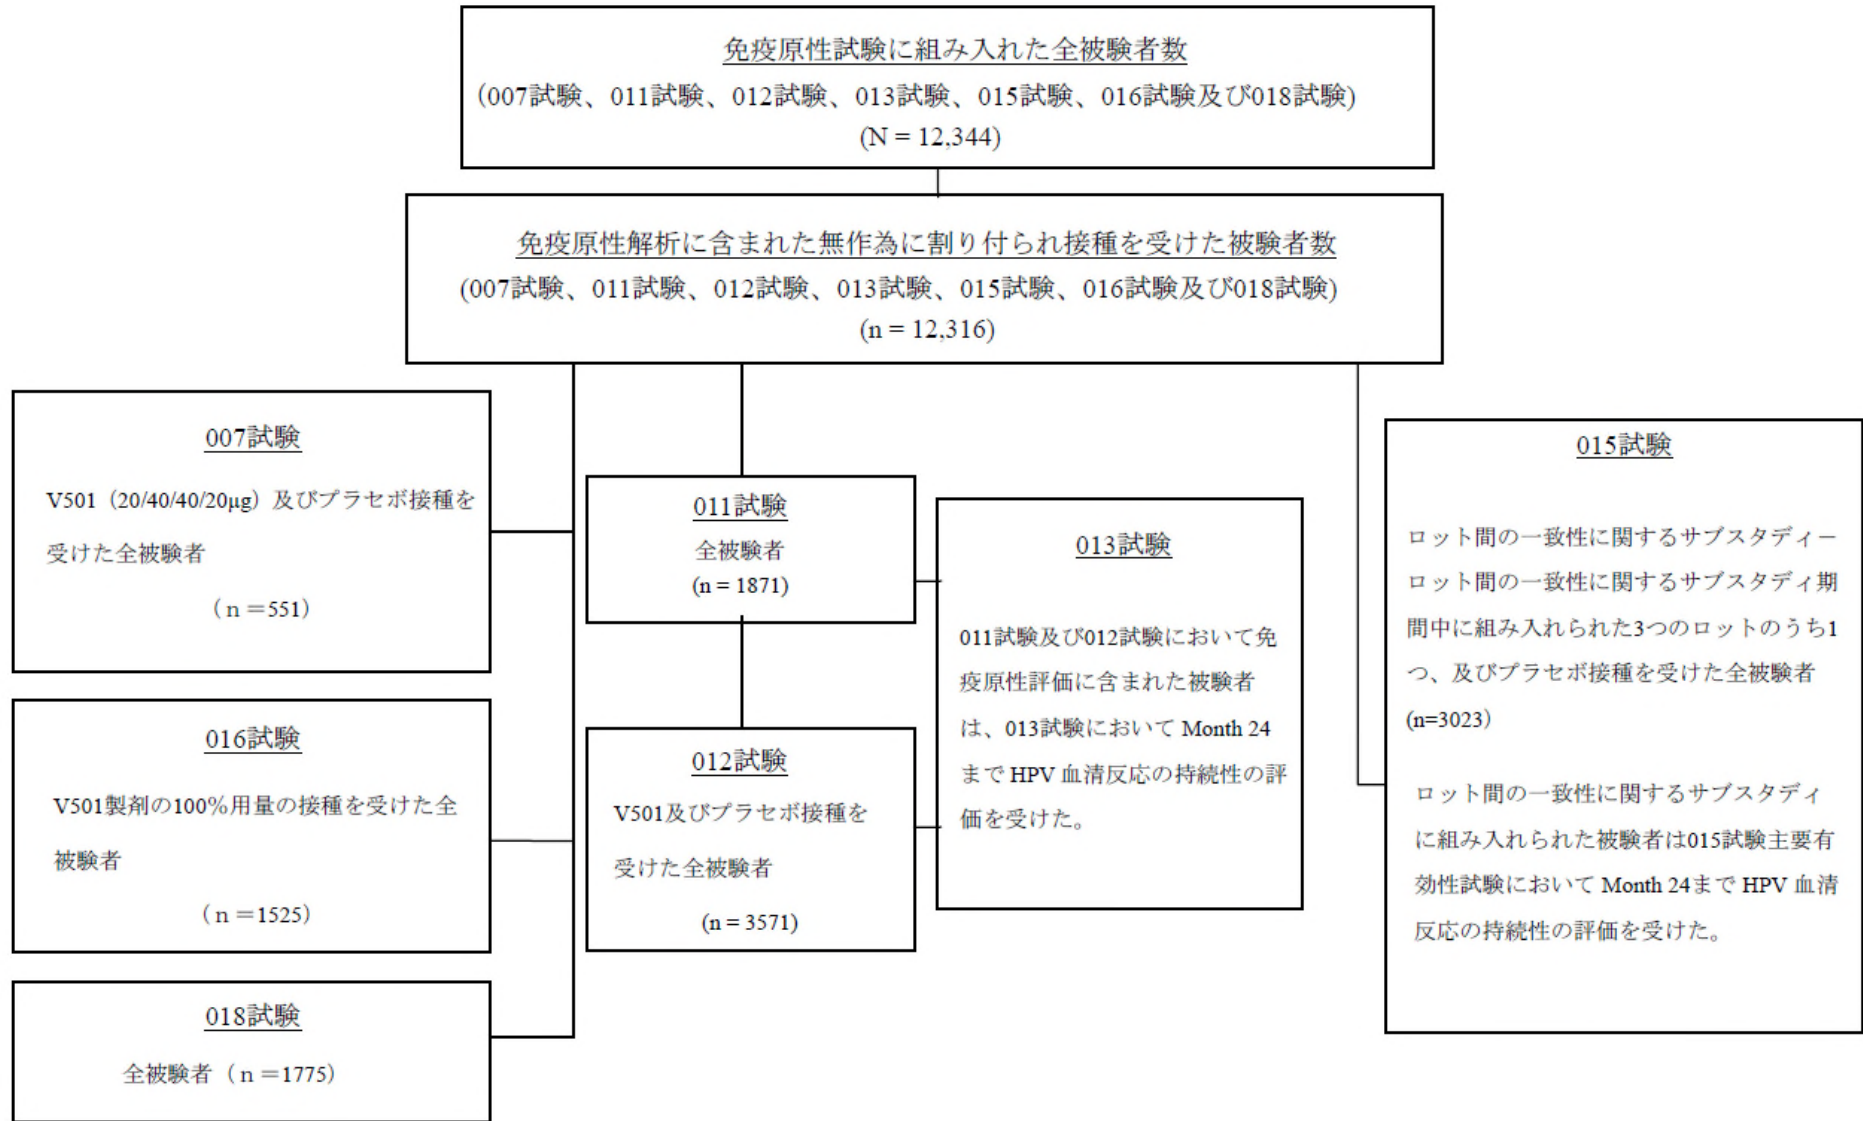 免疫原性試験に組み入れた全被験者数
(007試験、011試験、012試験、013試験、015試験、016試験及び018試験)
(N = 12,344)
免疫原性解析に含まれた無作為に割り付られ接種を受けた被験者数
(007試験、011試験、012試験、013試験、015試験、016試験及び018試験)
(n = 12,316)
007試験
V501（20/40/40/20μg）及びプラセボ接種を
受けた全被験者
（n＝551）
016試験
V501製剤の100％用量の接種を受けた全
被験者
（n＝1525）
018試験
全被験者（n＝1775）
011試験
全被験者
(n = 1871)
012試験
V501及びプラセボ接種を
受けた全被験者
(n = 3571)
013試験
011試験及び012試験において免
疫原性評価に含まれた被験者
は、013試験において Month 24
まで HPV 血清反応の持続性の評
価を受けた。
015試験
ロット間の一致性に関するサブスタディ－
ロット間の一致性に関するサブスタディ期
間中に組み入れられた3つのロットのうち1
つ、及びプラセボ接種を受けた全被験者
(n=3023）
ロット間の一致性に関するサブスタディ
に組み入れられた被験者は015試験主要有
効性試験において Month 24まで HPV 血清
反応の持続性の評価を受けた。